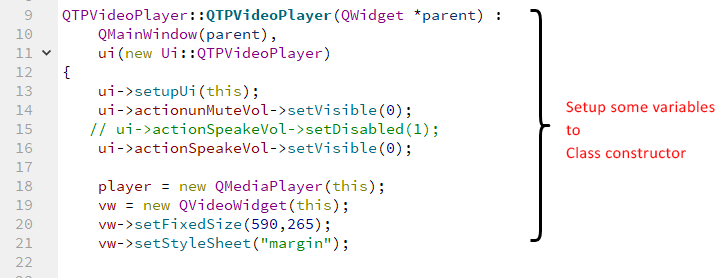 9 QTPVideoPlayer::QTPVideoPlayer(QWidget *parent) :
10 QMainWindow(parent),
11 ui(new Ui::QTPVideoPlayer)
12 {
13 ui->setupUi(this);
14 ui->actionunMuteVol->setVisible(0);
15 // ui->actionSpeakeVol->setDisabled(1);
16 ui->actionSpeakeVol->setVisible(0);
17
18 player = new QMediaPlayer(this);
19 vw = new QVideoWidget(this);
20 vw->setFixedSize(590,265);
21 vw->setStyleSheet("margin");
22
Setup some variables
to
Class constructor